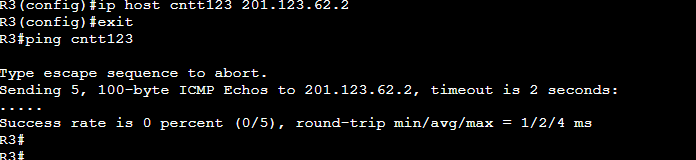 R3(config)#ip host cntt123 201.123.62.2
R3(config)#exit
R3#ping cntt123
Type escape sequence to abort.
Sending 5, 100-byte ICMP Echos to 201.123.62.2, timeout is 2 seconds:
.....
Success rate is 0 percent (0/5), round-trip min/avg/max = 1/2/4 ms
R3#
R3#